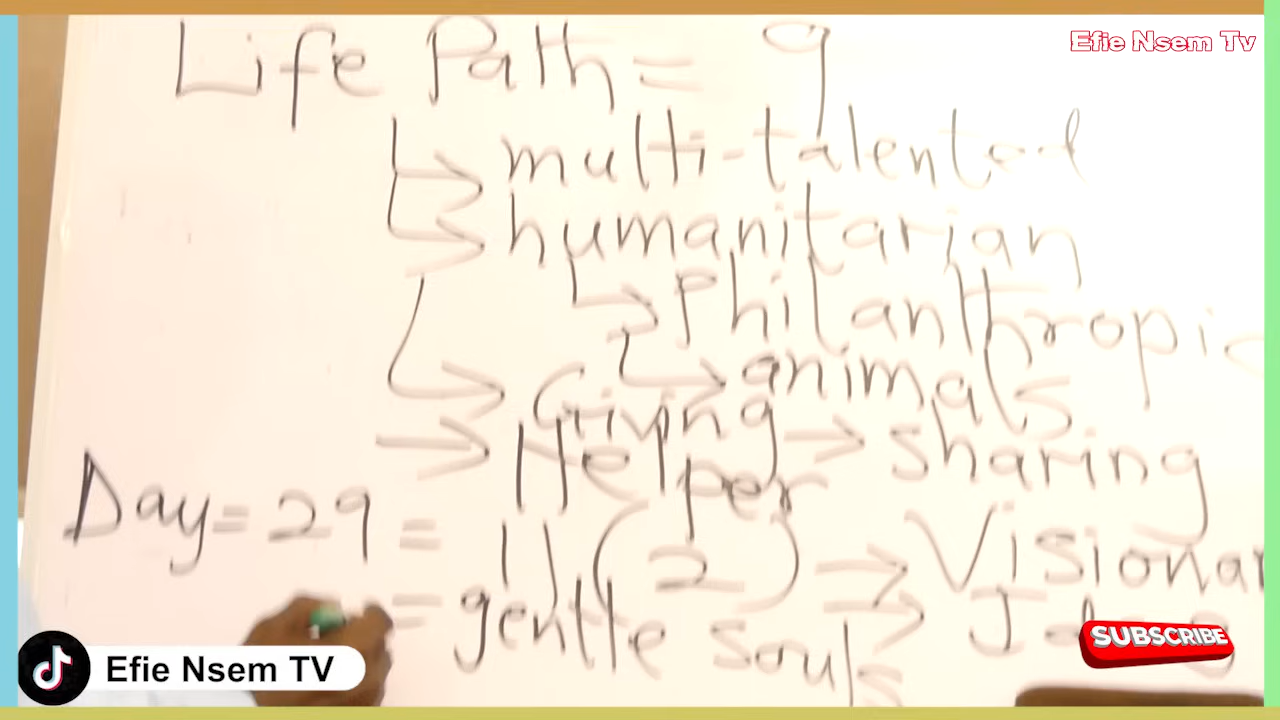 Efie Nsem Tv
Life Path = 9
→ multi-talented
→ humanitarian
→ Philanthropic
→ animals
→ Giving → sharing
→ Helper
Day = 29 = 11 (2) → Visionar
= gentle souls →
SUBSCRIBE
Efie Nsem TV